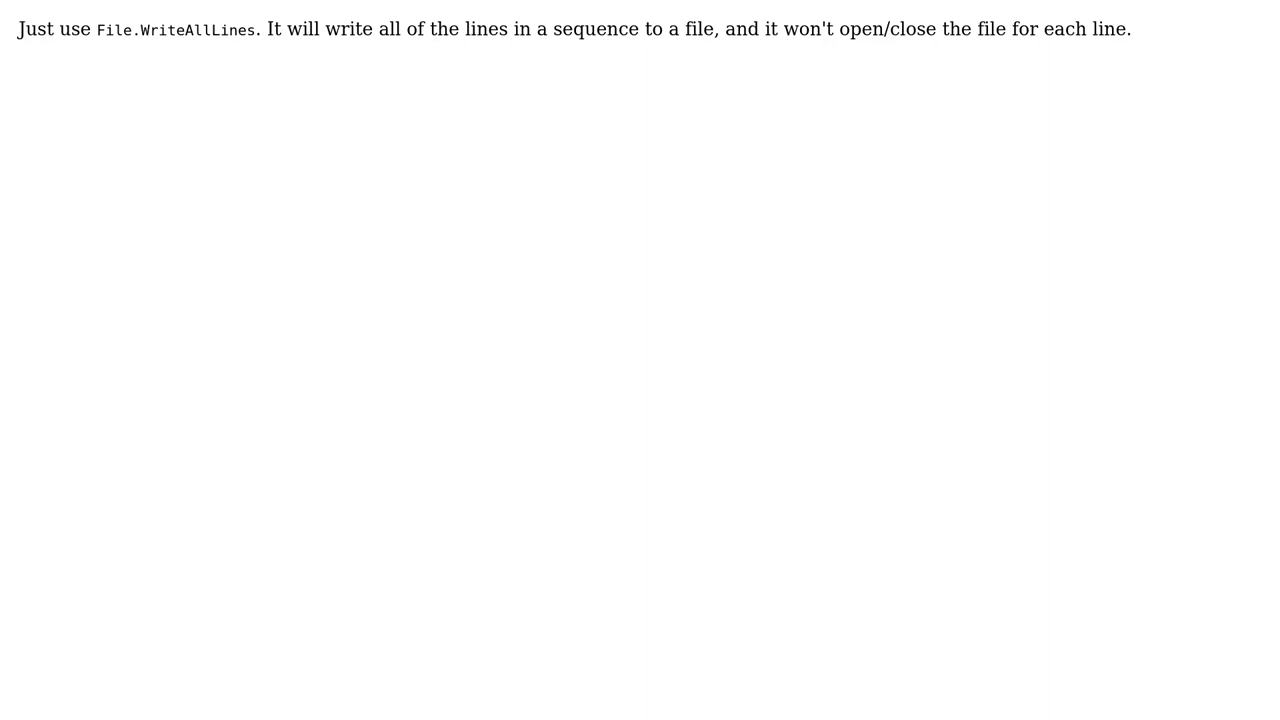 Just use File.WriteAllLines. It will write all of the lines in a sequence to a file, and it won't open/close the file for each line.